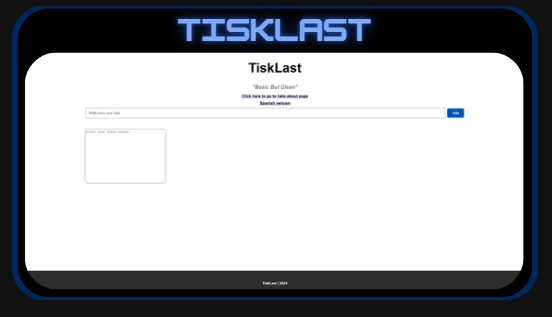 TISKLAST
TiskLast
"Basic But Clean"
Click here to go to help-about page
Spanish version
Write here your task
Add
Write your notes below
TiskLast | 2024